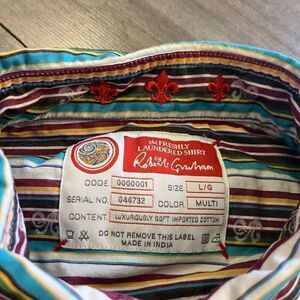 the FRESHLY
LAUNDERED SHIRT
Robert Graham
CODE: 0000001 SIZE: L/G
SERIAL NO. 046732 COLOR: MULTI
CONTENT: LUXURIOUSLY SOFT IMPORTED COTTON
DO NOT REMOVE THIS LABEL
MADE IN INDIA